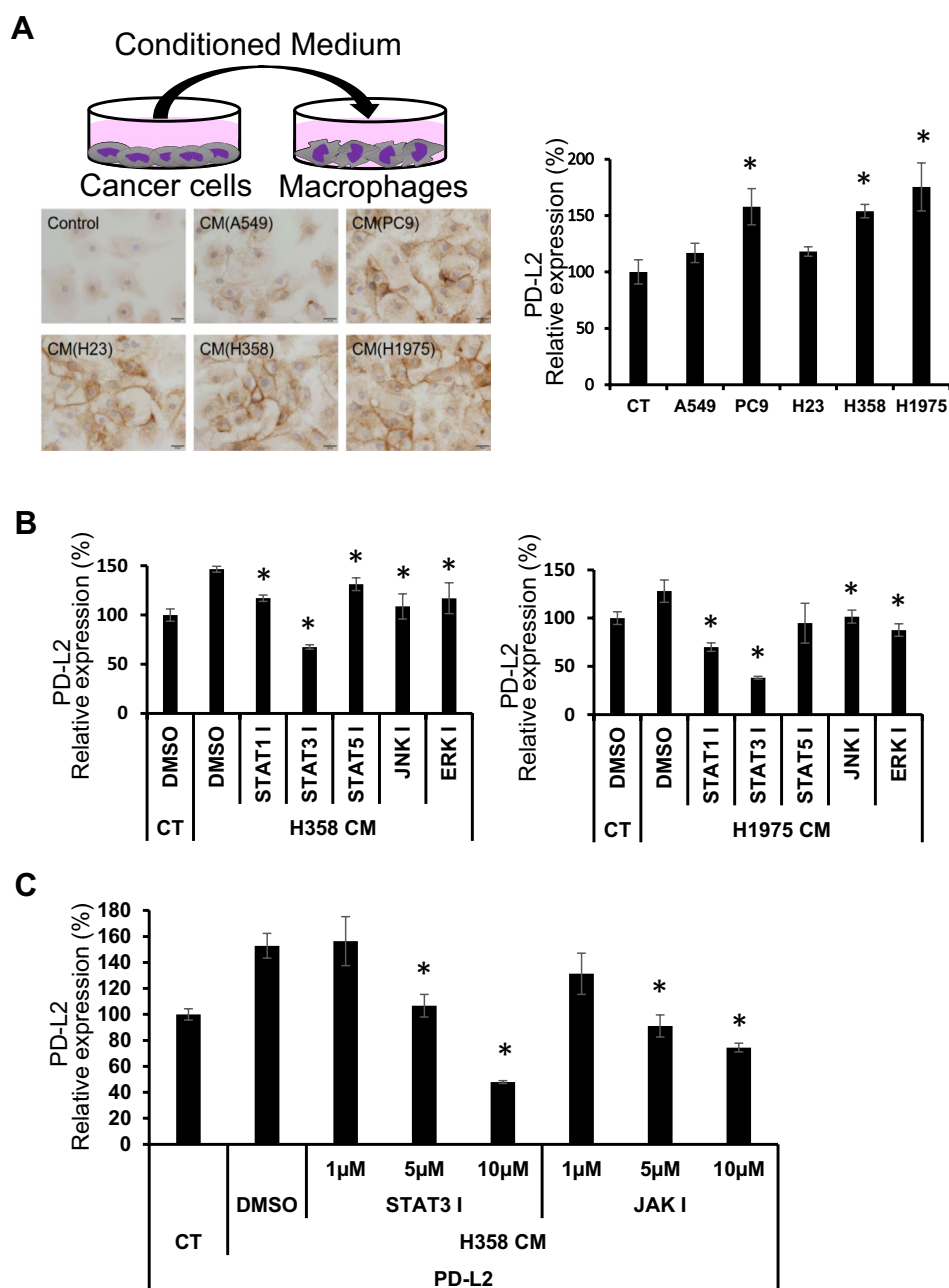 A
Conditioned Medium
Cancer cells
Macrophages
Control
CM(A549)
CM(PC9)
CM(H23)
CM(H358)
CM(H1975)
PD-L2
Relative expression (%)
200
150
100
50
0
*
*
*
CT
A549
PC9
H23
H358
H1975
B
PD-L2
Relative expression (%)
150
100
50
0
*
*
*
*
*
DMSO
DMSO
STAT1 I
STAT3 I
STAT5 I
JNK I
ERK I
CT
H358 CM
PD-L2
Relative expression (%)
150
100
50
0
*
*
*
*
DMSO
DMSO
STAT1 I
STAT3 I
STAT5 I
JNK I
ERK I
CT
H1975 CM
C
PD-L2
Relative expression (%)
180
160
140
120
100
80
60
40
20
0
*
*
*
*
1μM
5μM
10μM
1μM
5μM
10μM
DMSO
STAT3 I
JAK I
CT
H358 CM
PD-L2